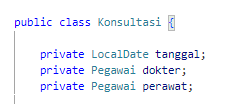 public class Konsultasi {
private LocalDate tanggal;
private Pegawai dokter;
private Pegawai perawat;